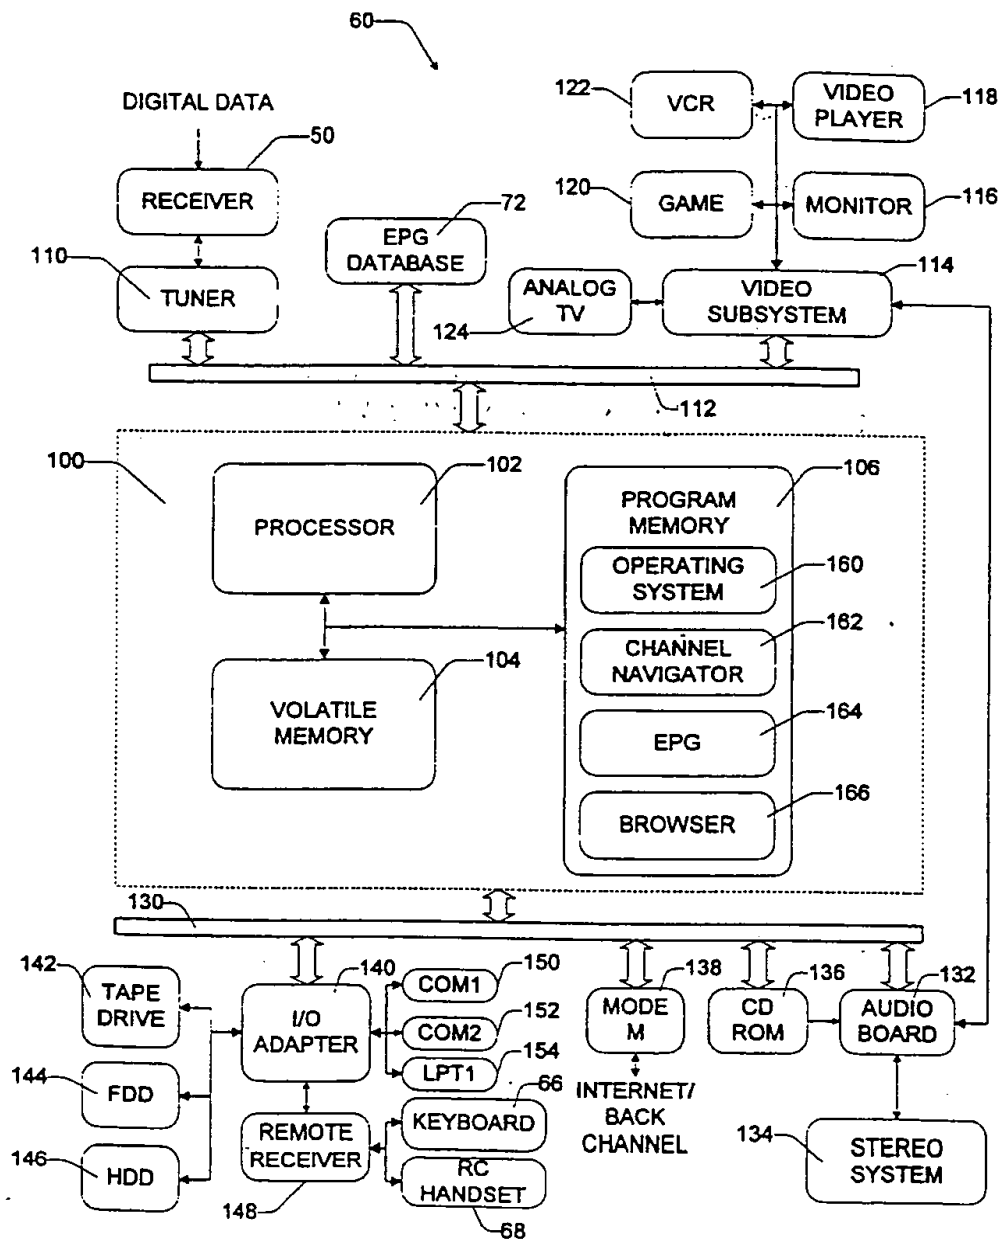 60
DIGITAL DATA
50
RECEIVER
110
TUNER
72
EPG
DATABASE
122
VCR
VIDEO
PLAYER
118
120
GAME
MONITOR
116
ANALOG
TV
124
VIDEO
SUBSYSTEM
114
112
100
102
PROCESSOR
104
VOLATILE
MEMORY
106
PROGRAM
MEMORY
OPERATING
SYSTEM
160
CHANNEL
NAVIGATOR
162
EPG
164
BROWSER
166
130
142
TAPE
DRIVE
144
FDD
146
HDD
140
I/O
ADAPTER
COM1
150
COM2
152
LPT1
154
REMOTE
RECEIVER
148
66
KEYBOARD
RC
HANDSET
68
138
MODE
M
INTERNET/
BACK
CHANNEL
136
CD
ROM
132
AUDIO
BOARD
134
STEREO
SYSTEM